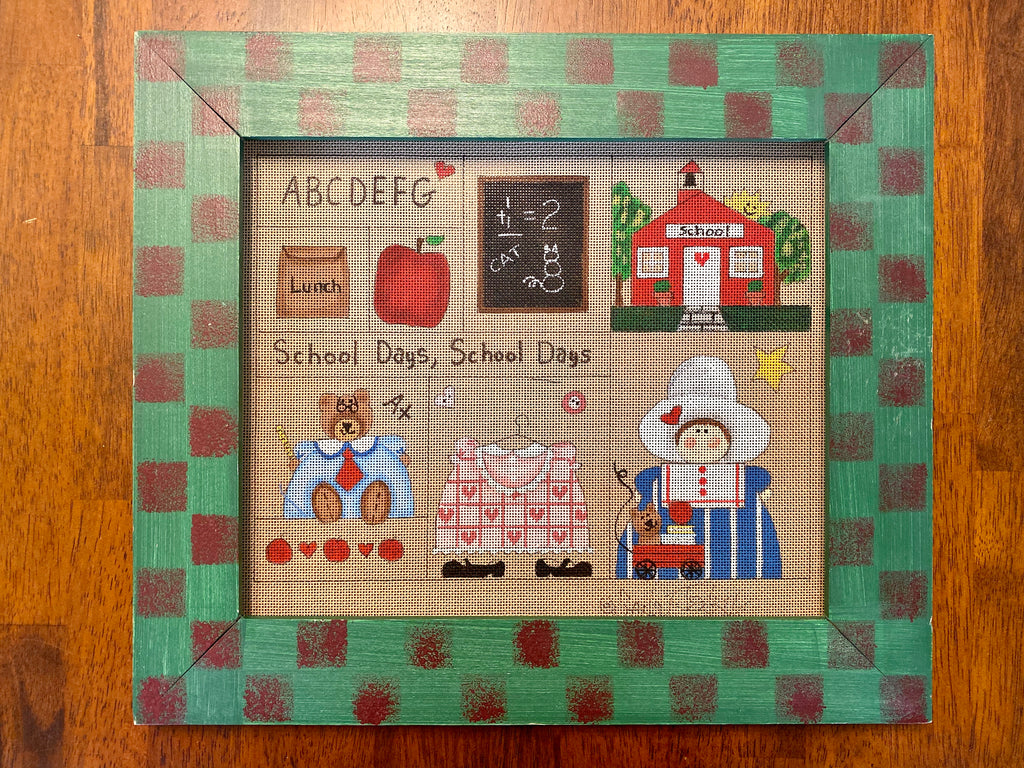 ABCDEFG
1
+1
=2
CAT
School
Lunch
School Days, School Days